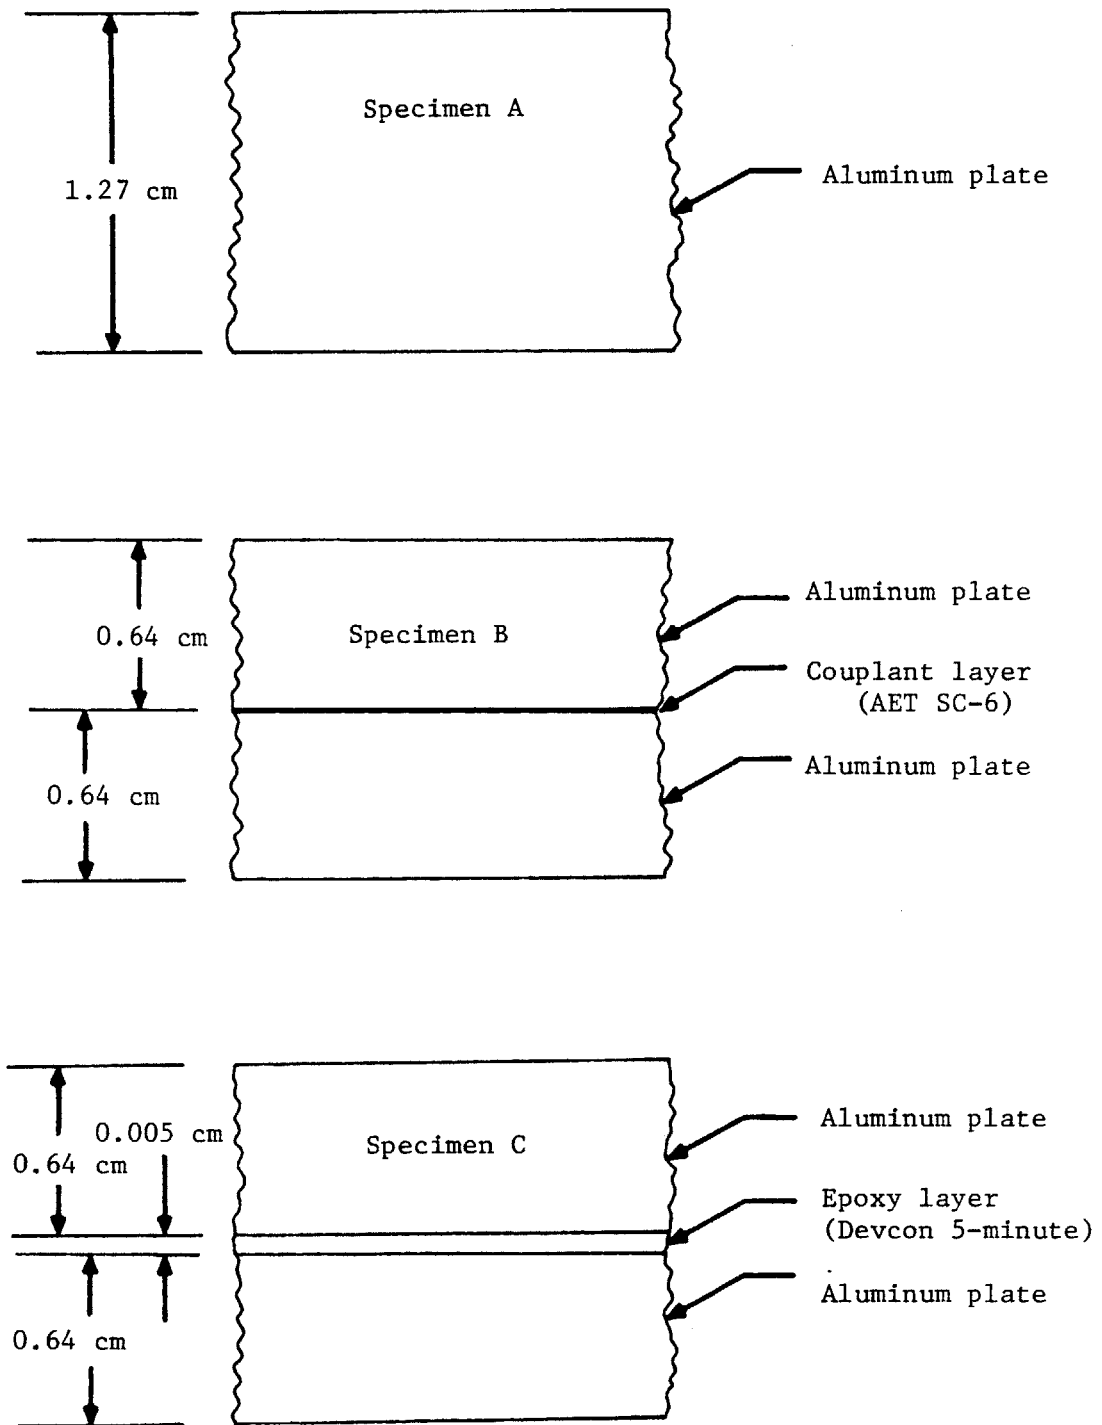 Specimen A
1.27 cm
Aluminum plate
Aluminum plate
0.64 cm
Specimen B
Couplant layer
(AET SC-6)
Aluminum plate
0.64 cm
Aluminum plate
0.005 cm
Specimen C
0.64 cm
Epoxy layer
(Devcon 5-minute)
Aluminum plate
0.64 cm